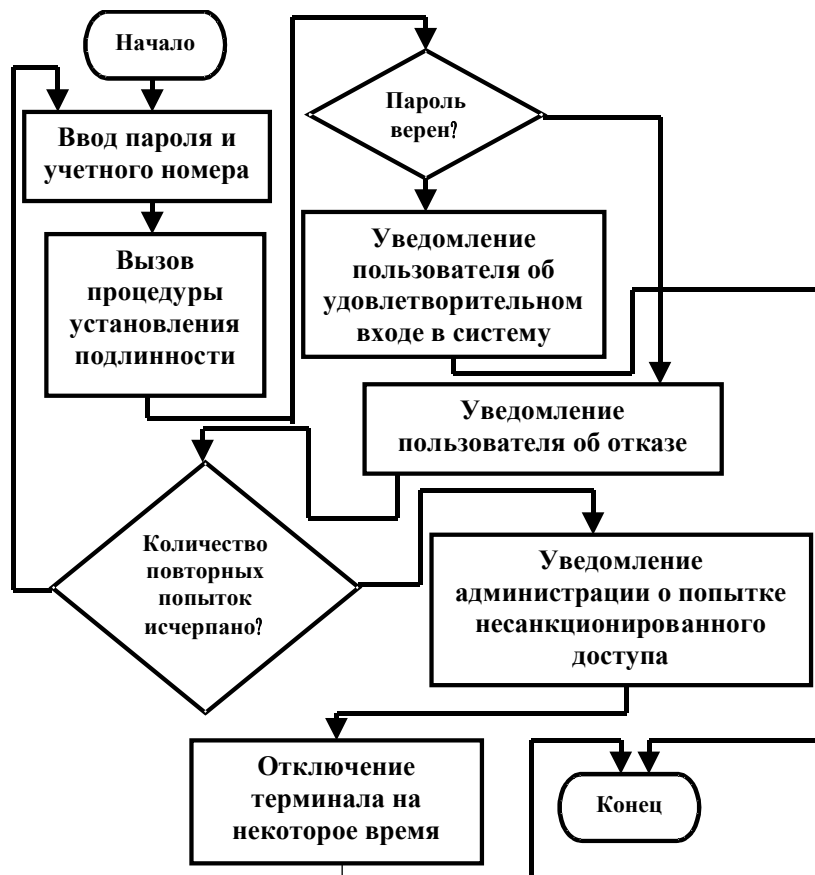 Начало
Ввод пароля и
учетного номера
Вызов
процедуры
установления
подлинности
Пароль
верен?
Уведомление
пользователя об
удовлетворительном
входе в систему
Уведомление
пользователя об отказе
Количество
повторных
попыток
исчерпано?
Уведомление
администрации о попытке
несанкционированного
доступа
Отключение
терминала на
некоторое время
Конец